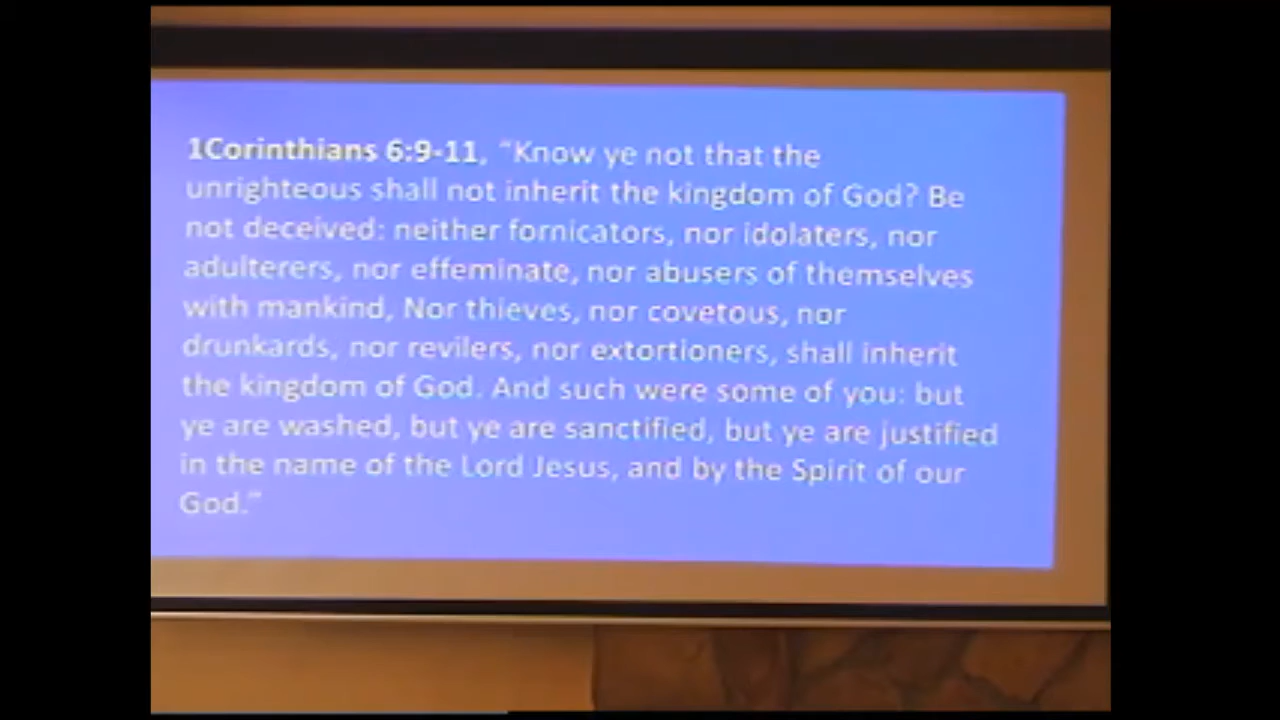 1Corinthians 6:9-11, “Know ye not that the
unrighteous shall not inherit the kingdom of God? Be
not deceived: neither fornicators, nor idolaters, nor
adulterers, nor effeminate, nor abusers of themselves
with mankind, Nor thieves, nor covetous, nor
drunkards, nor revilers, nor extortioners, shall inherit
the kingdom of God. And such were some of you: but
ye are washed, but ye are sanctified, but ye are justified
in the name of the Lord Jesus, and by the Spirit of our
God.”